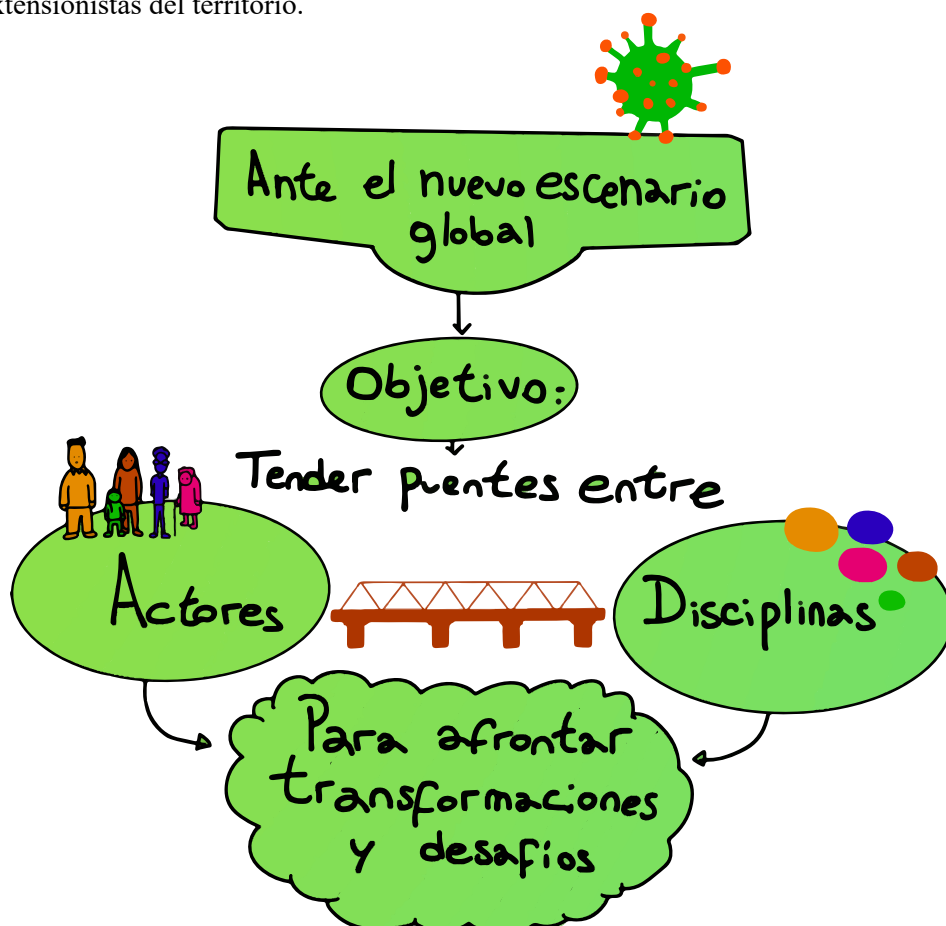 xtensionistas del territorio.
Ante el nuevo escenario
global
Objetivo:
Tender puentes entre
Actores
Disciplinas
Para afrontar
transformaciones
y desafíos